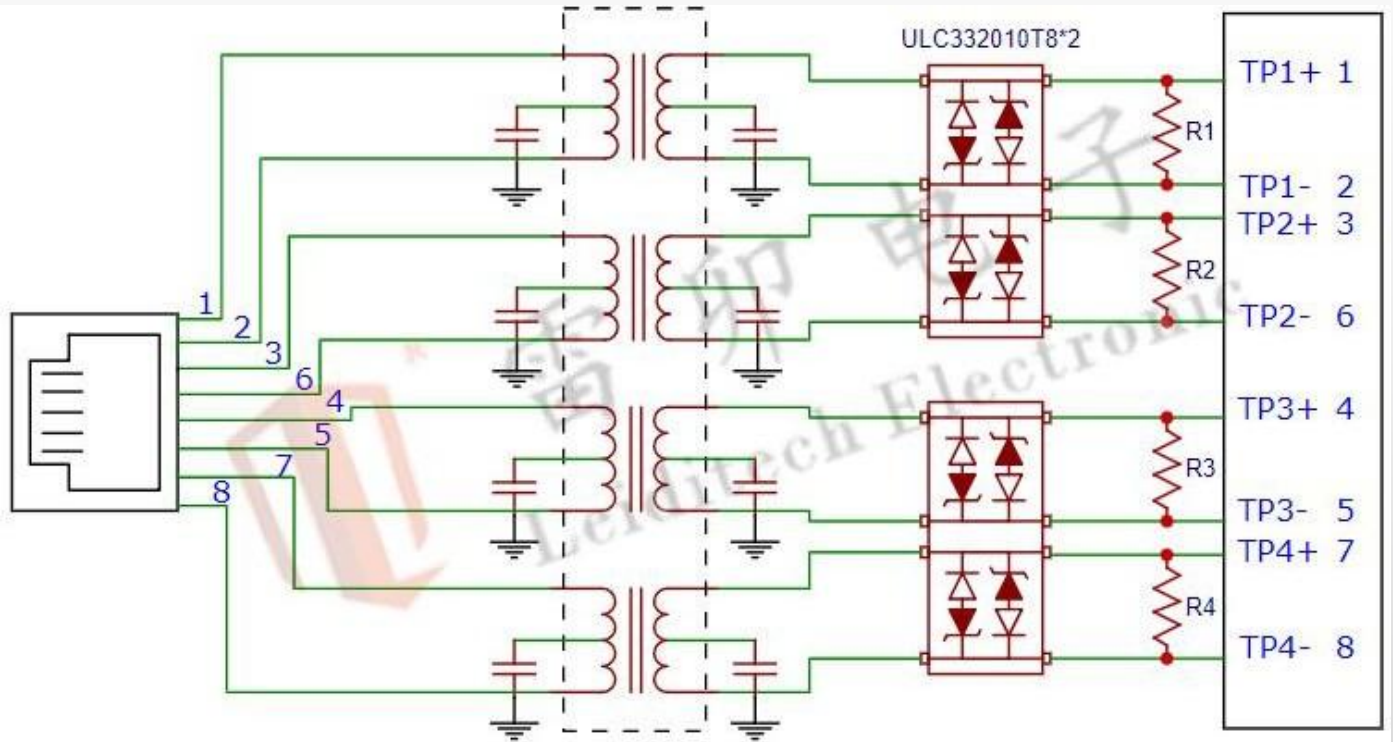 ULC332010T8*2
TP1+ 1
R1
TP1- 2
TP2+ 3
R2
TP2- 6
TP3+ 4
R3
TP3- 5
TP4+ 7
R4
TP4- 8
1
2
3
6
4
5
7
8
雷卯电子
Leiditech Electronic